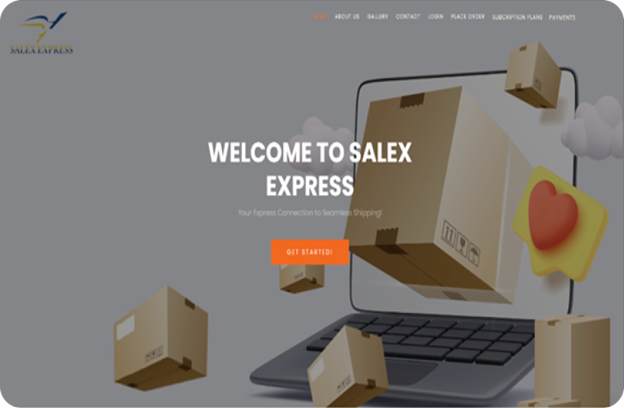 SALEX EXPRESS
HOME ABOUT US GALLERY CONTACT LOGIN PLACE ORDER SUBCRIPTION PLANS PAYMENTS
WELCOME TO SALEX
EXPRESS
Your Express Connection to Seamless Shipping!
GET STARTED!